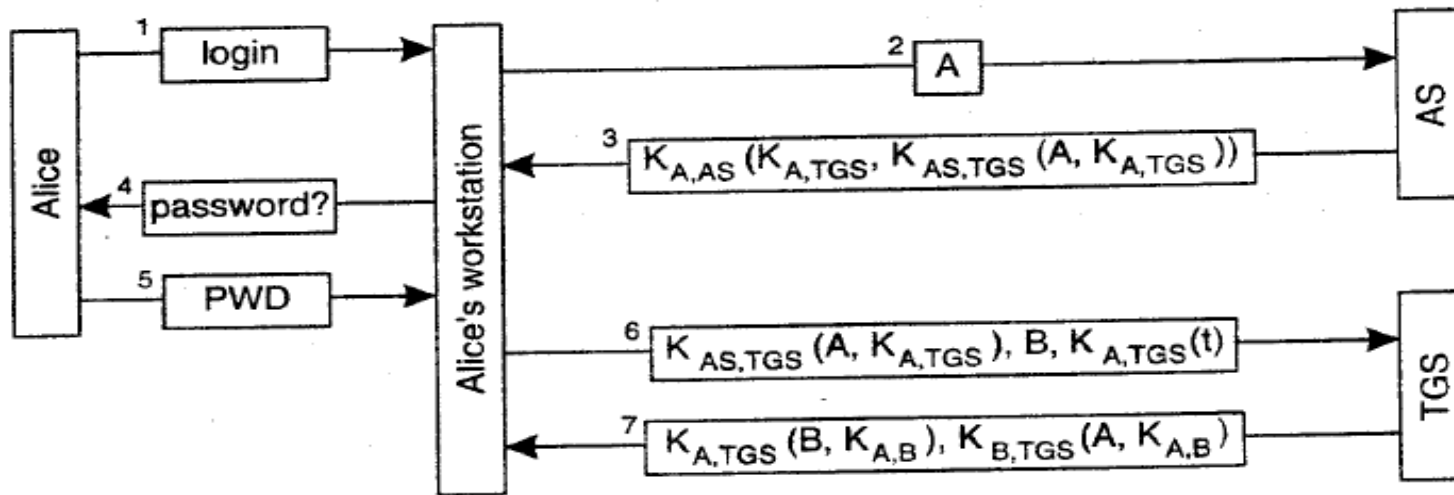 1 login
2 A
Alice
Alice's workstation
AS
3 K_A,AS (K_A,TGS, K_AS,TGS (A, K_A,TGS))
4 password?
5 PWD
6 K_AS,TGS (A, K_A,TGS), B, K_A,TGS(t)
TGS
7 K_A,TGS (B, K_A,B), K_B,TGS (A, K_A,B)